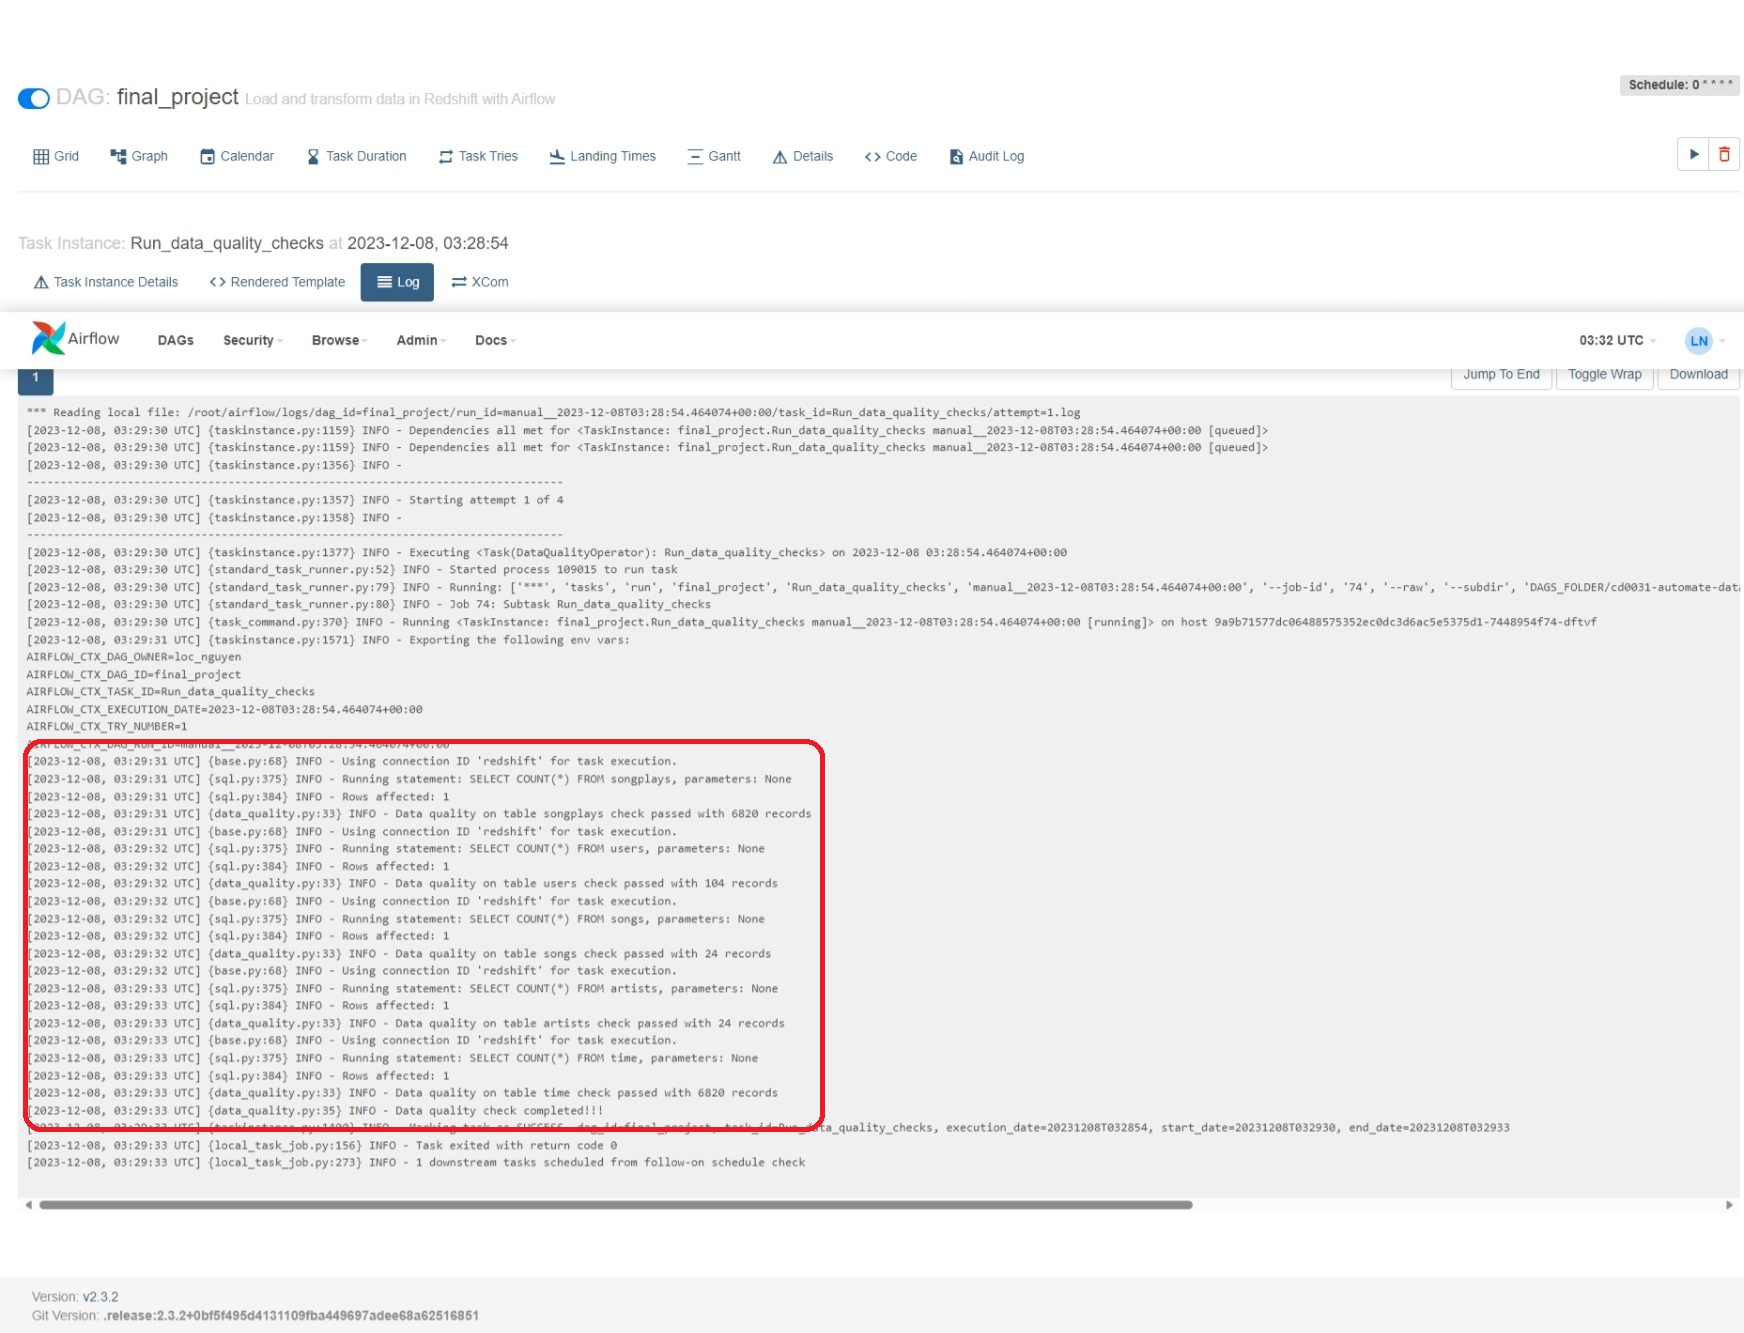 DAG: final_project Load and transform data in Redshift with Airflow
Schedule: 0 * * * *
Grid Graph Calendar Task Duration Task Tries Landing Times Gantt Details <> Code Audit Log
Task Instance: Run_data_quality_checks at 2023-12-08, 03:28:54
Task Instance Details <> Rendered Template Log XCom
Airflow DAGs Security Browse Admin Docs 03:32 UTC LN
1 Jump To End Toggle Wrap Download
*** Reading local file: /root/airflow/logs/dag_id=final_project/run_id=manual__2023-12-08T03:28:54.464074+00:00/task_id=Run_data_quality_checks/attempt=1.log
[2023-12-08, 03:29:30 UTC] {taskinstance.py:1159} INFO - Dependencies all met for <TaskInstance: final_project.Run_data_quality_checks manual__2023-12-08T03:28:54.464074+00:00 [queued]>
[2023-12-08, 03:29:30 UTC] {taskinstance.py:1159} INFO - Dependencies all met for <TaskInstance: final_project.Run_data_quality_checks manual__2023-12-08T03:28:54.464074+00:00 [queued]>
[2023-12-08, 03:29:30 UTC] {taskinstance.py:1356} INFO -
--------------------------------------------------------------------------------
[2023-12-08, 03:29:30 UTC] {taskinstance.py:1357} INFO - Starting attempt 1 of 4
[2023-12-08, 03:29:30 UTC] {taskinstance.py:1358} INFO -
--------------------------------------------------------------------------------
[2023-12-08, 03:29:30 UTC] {taskinstance.py:1377} INFO - Executing <Task(DataQualityOperator): Run_data_quality_checks> on 2023-12-08 03:28:54.464074+00:00
[2023-12-08, 03:29:30 UTC] {standard_task_runner.py:52} INFO - Started process 109015 to run task
[2023-12-08, 03:29:30 UTC] {standard_task_runner.py:79} INFO - Running: ['***', 'tasks', 'run', 'final_project', 'Run_data_quality_checks', 'manual__2023-12-08T03:28:54.464074+00:00', '--job-id', '74', '--raw', '--subdir', 'DAGS_FOLDER/cd0031-automate-dat
[2023-12-08, 03:29:30 UTC] {standard_task_runner.py:80} INFO - Job 74: Subtask Run_data_quality_checks
[2023-12-08, 03:29:30 UTC] {task_command.py:370} INFO - Running <TaskInstance: final_project.Run_data_quality_checks manual__2023-12-08T03:28:54.464074+00:00 [running]> on host 9a9b71577dc06488575352ec0dc3d6ac5e5375d1-7448954f74-dftvf
[2023-12-08, 03:29:31 UTC] {taskinstance.py:1571} INFO - Exporting the following env vars:
AIRFLOW_CTX_DAG_OWNER=loc_nguyen
AIRFLOW_CTX_DAG_ID=final_project
AIRFLOW_CTX_TASK_ID=Run_data_quality_checks
AIRFLOW_CTX_EXECUTION_DATE=2023-12-08T03:28:54.464074+00:00
AIRFLOW_CTX_TRY_NUMBER=1
AIRFLOW_CTX_DAG_RUN_ID=manual__2023-12-08T03:28:54.464074+00:00
[2023-12-08, 03:29:31 UTC] {base.py:68} INFO - Using connection ID 'redshift' for task execution.
[2023-12-08, 03:29:31 UTC] {sql.py:375} INFO - Running statement: SELECT COUNT(*) FROM songplays, parameters: None
[2023-12-08, 03:29:31 UTC] {sql.py:384} INFO - Rows affected: 1
[2023-12-08, 03:29:31 UTC] {data_quality.py:33} INFO - Data quality on table songplays check passed with 6820 records
[2023-12-08, 03:29:31 UTC] {base.py:68} INFO - Using connection ID 'redshift' for task execution.
[2023-12-08, 03:29:32 UTC] {sql.py:375} INFO - Running statement: SELECT COUNT(*) FROM users, parameters: None
[2023-12-08, 03:29:32 UTC] {sql.py:384} INFO - Rows affected: 1
[2023-12-08, 03:29:32 UTC] {data_quality.py:33} INFO - Data quality on table users check passed with 104 records
[2023-12-08, 03:29:32 UTC] {base.py:68} INFO - Using connection ID 'redshift' for task execution.
[2023-12-08, 03:29:32 UTC] {sql.py:375} INFO - Running statement: SELECT COUNT(*) FROM songs, parameters: None
[2023-12-08, 03:29:32 UTC] {sql.py:384} INFO - Rows affected: 1
[2023-12-08, 03:29:32 UTC] {data_quality.py:33} INFO - Data quality on table songs check passed with 24 records
[2023-12-08, 03:29:32 UTC] {base.py:68} INFO - Using connection ID 'redshift' for task execution.
[2023-12-08, 03:29:33 UTC] {sql.py:375} INFO - Running statement: SELECT COUNT(*) FROM artists, parameters: None
[2023-12-08, 03:29:33 UTC] {sql.py:384} INFO - Rows affected: 1
[2023-12-08, 03:29:33 UTC] {data_quality.py:33} INFO - Data quality on table artists check passed with 24 records
[2023-12-08, 03:29:33 UTC] {base.py:68} INFO - Using connection ID 'redshift' for task execution.
[2023-12-08, 03:29:33 UTC] {sql.py:375} INFO - Running statement: SELECT COUNT(*) FROM time, parameters: None
[2023-12-08, 03:29:33 UTC] {sql.py:384} INFO - Rows affected: 1
[2023-12-08, 03:29:33 UTC] {data_quality.py:33} INFO - Data quality on table time check passed with 6820 records
[2023-12-08, 03:29:33 UTC] {data_quality.py:35} INFO - Data quality check completed!!!
[2023-12-08, 03:29:33 UTC] {taskinstance.py:1400} INFO - Marking task as SUCCESS. dag_id=final_project, task_id=Run_data_quality_checks, execution_date=20231208T032854, start_date=20231208T032930, end_date=20231208T032933
[2023-12-08, 03:29:33 UTC] {local_task_job.py:156} INFO - Task exited with return code 0
[2023-12-08, 03:29:33 UTC] {local_task_job.py:273} INFO - 1 downstream tasks scheduled from follow-on schedule check
Version: v2.3.2
Git Version: .release:2.3.2+0bf5f495d4131109fba449697adee68a62516851